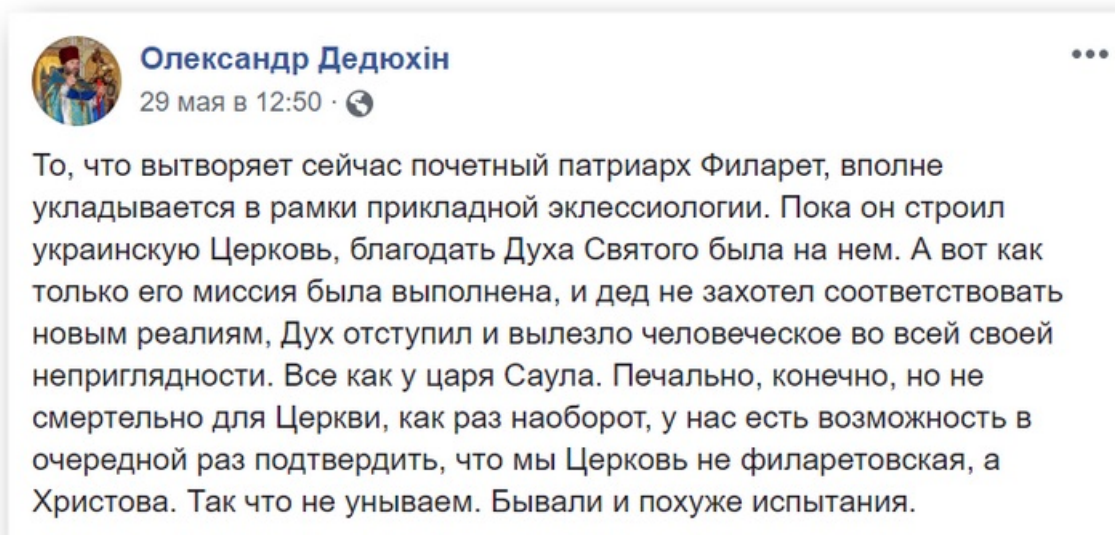 Олександр Дедюхін
29 мая в 12:50 ·
То, что вытворяет сейчас почетный патриарх Филарет, вполне
укладывается в рамки прикладной эклессиологии. Пока он строил
украинскую Церковь, благодать Духа Святого была на нем. А вот как
только его миссия была выполнена, и дед не захотел соответствовать
новым реалиям, Дух отступил и вылезло человеческое во всей своей
неприглядности. Все как у царя Саула. Печально, конечно, но не
смертельно для Церкви, как раз наоборот, у нас есть возможность в
очередной раз подтвердить, что мы Церковь не филаретовская, а
Христова. Так что не унываем. Бывали и похуже испытания.